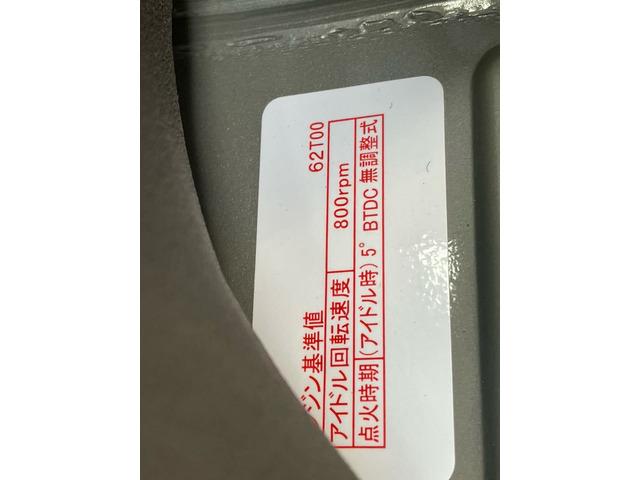 ジン基準値 62T00
アイドル回転速度 800rpm
点火時期 (アイドル時) 5° BTDC 無調整式